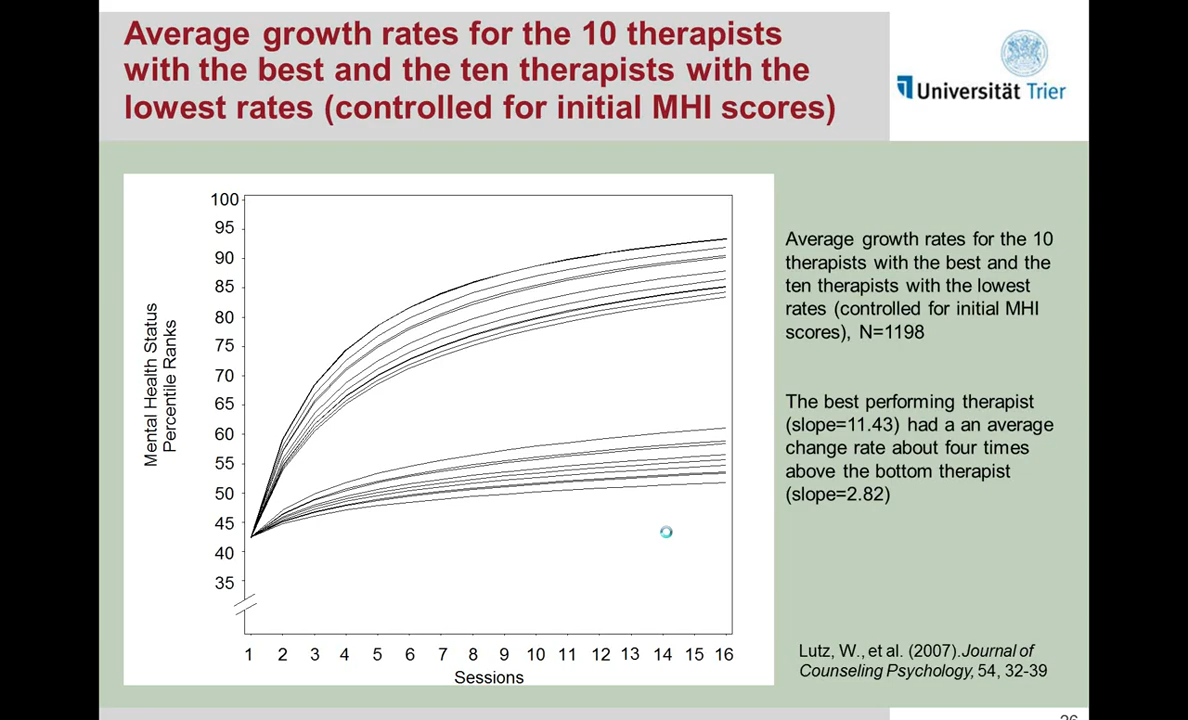 Average growth rates for the 10 therapists
with the best and the ten therapists with the
lowest rates (controlled for initial MHI scores)
Universität Trier
100
95
90
85
80
75
70
65
60
55
50
45
40
35
Mental Health Status
Percentile Ranks
1 2 3 4 5 6 7 8 9 10 11 12 13 14 15 16
Sessions
Average growth rates for the 10
therapists with the best and the
ten therapists with the lowest
rates (controlled for initial MHI
scores), N=1198
The best performing therapist
(slope=11.43) had a an average
change rate about four times
above the bottom therapist
(slope=2.82)
Lutz, W., et al. (2007).Journal of
Counseling Psychology, 54, 32-39